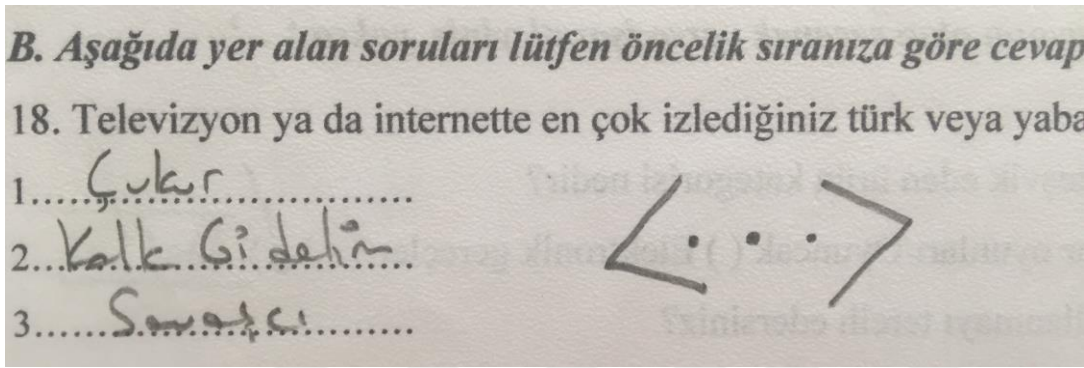 B. Aşağıda yer alan soruları lütfen öncelik sıranıza göre cevap
18. Televizyon ya da internette en çok izlediğiniz türk veya yaba
1....Çukur....
2...Kalk Gidelim...
3......Savaşçı.........
<...>